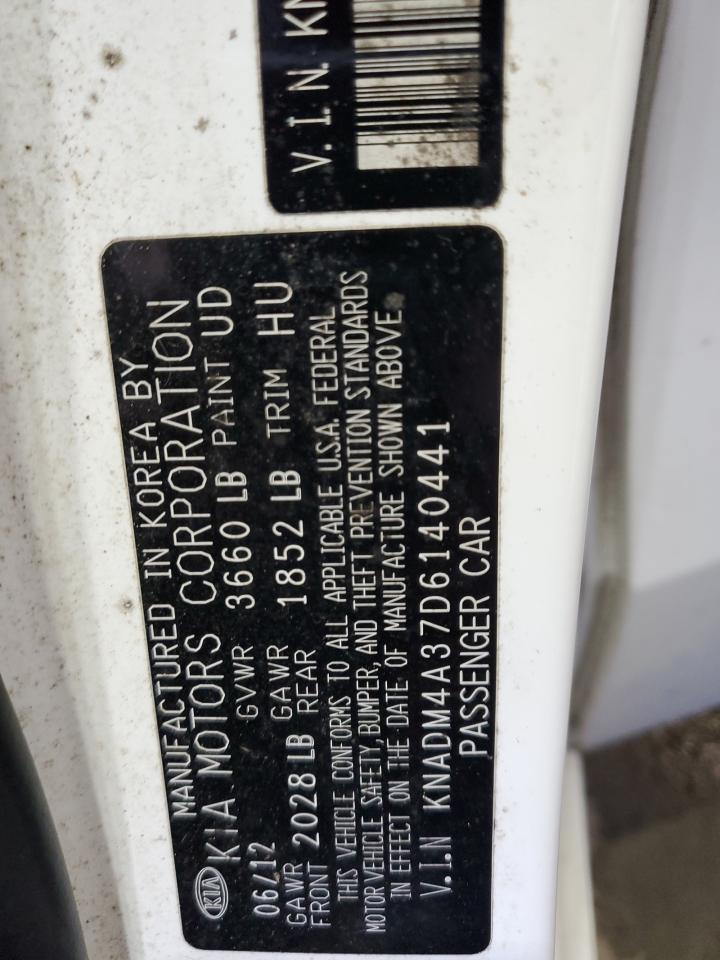 V.I.N. KN
MANUFACTURED IN KOREA BY
KIA KIA MOTORS CORPORATION
06/12 GVWR 3660 LB PAINT UD
GAWR FRONT 2028 LB GAWR REAR 1852 LB TRIM HU
THIS VEHICLE CONFORMS TO ALL APPLICABLE U.S.A. FEDERAL
MOTOR VEHICLE SAFETY, BUMPER, AND THEFT PREVENTION STANDARDS
IN EFFECT ON THE DATE OF MANUFACTURE SHOWN ABOVE
V.I.N KNADM4A37D6140441
PASSENGER CAR